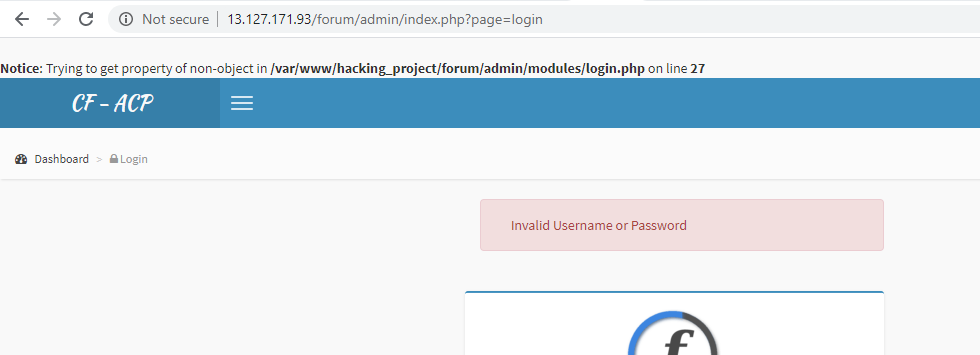 Not secure | 13.127.171.93/forum/admin/index.php?page=login
Notice: Trying to get property of non-object in /var/www/hacking_project/forum/admin/modules/login.php on line 27
CF - ACP
Dashboard > Login
Invalid Username or Password
f